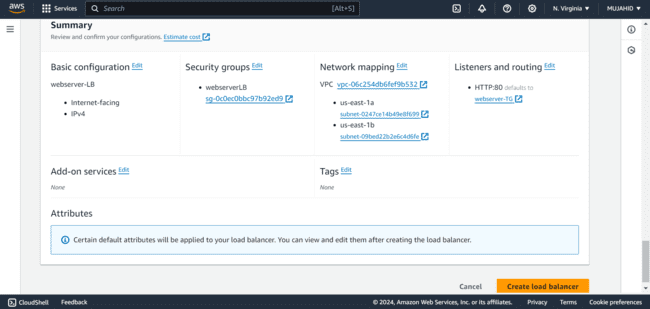 aws
Services
Search
[Alt+S]
N. Virginia
MUJAHID
Summary
Review and confirm your configurations. Estimate cost
Basic configuration Edit
webserver-LB
Internet-facing
IPv4
Security groups Edit
webserverLB
sg-0c0ec0bbc97b92ed9
Network mapping Edit
VPC vpc-06c254db6fef9b532
us-east-1a
subnet-0247ce14b49e8f699
us-east-1b
subnet-09bed22b2e6c4d6fe
Listeners and routing Edit
HTTP:80 defaults to
webserver-TG
Add-on services Edit
None
Tags Edit
None
Attributes
Certain default attributes will be applied to your load balancer. You can view and edit them after creating the load balancer.
Cancel
Create load balancer
CloudShell
Feedback
© 2024, Amazon Web Services, Inc. or its affiliates.
Privacy
Terms
Cookie preferences